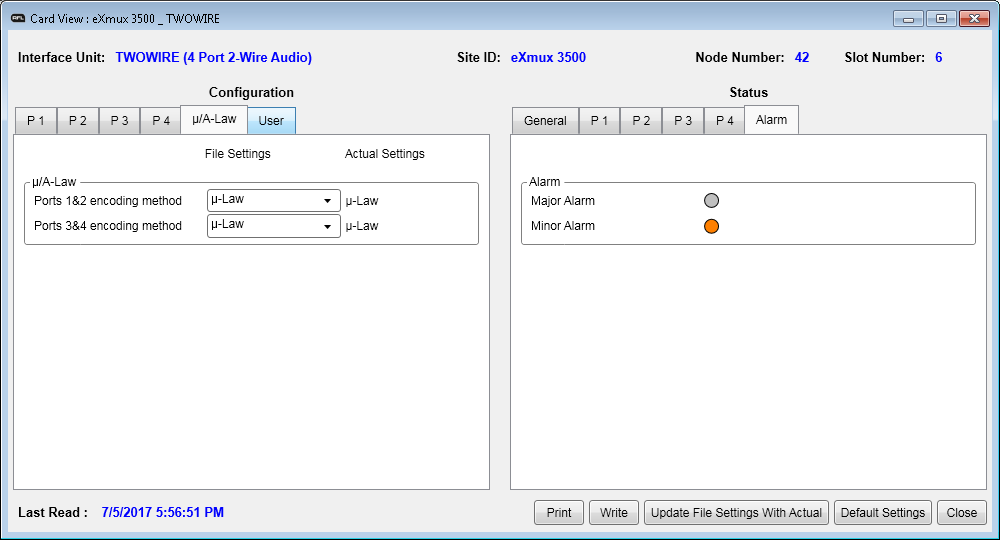 RFL Card View : eXmux 3500 _ TWOWIRE
Interface Unit: TWOWIRE (4 Port 2-Wire Audio) Site ID: eXmux 3500 Node Number: 42 Slot Number: 6
Configuration Status
P 1 P 2 P 3 P 4 µ/A-Law User General P 1 P 2 P 3 P 4 Alarm
File Settings Actual Settings
µ/A-Law Alarm
Ports 1&2 encoding method µ-Law µ-Law Major Alarm
Ports 3&4 encoding method µ-Law µ-Law Minor Alarm
Last Read : 7/5/2017 5:56:51 PM Print Write Update File Settings With Actual Default Settings Close